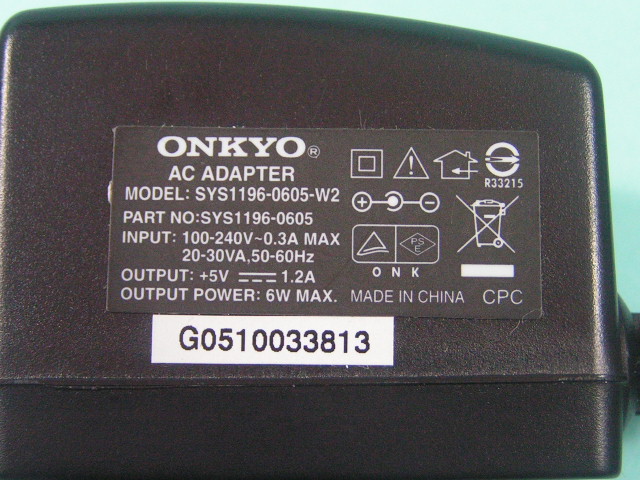 ONKYO®
AC ADAPTER
MODEL: SYS1196-0605-W2
PART NO:SYS1196-0605
INPUT: 100-240V~0.3A MAX
20-30VA,50-60Hz
OUTPUT: +5V ⎓ 1.2A
OUTPUT POWER: 6W MAX.
R33215
PS
E
O N K
MADE IN CHINA CPC
G0510033813